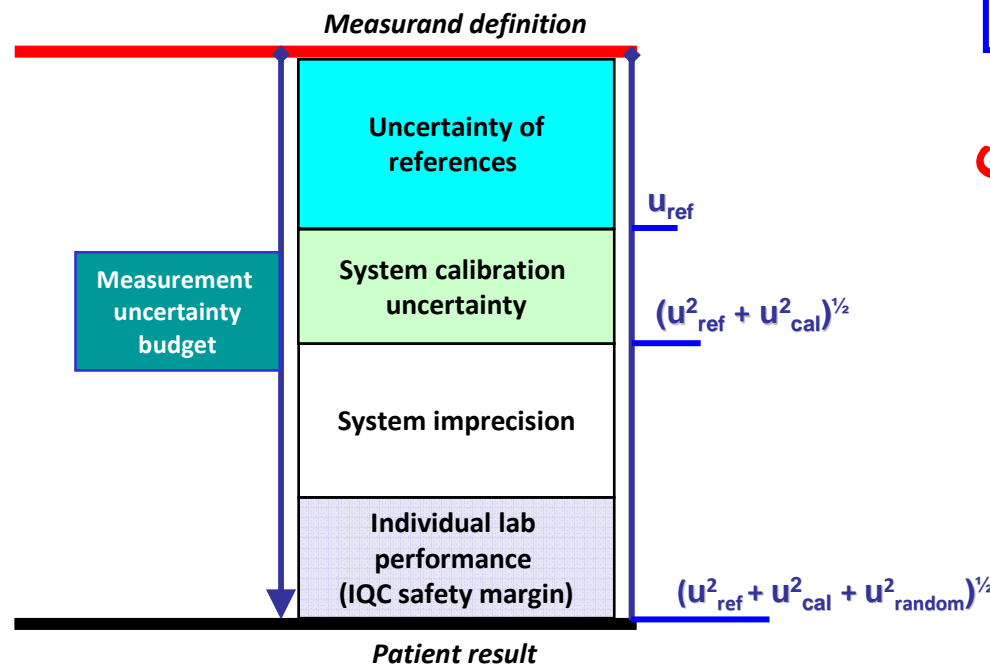 Measurand definition
Uncertainty of
references
u_ref
System calibration
uncertainty
Measurement
uncertainty
budget
(u²_ref + u²_cal)^½
System imprecision
Individual lab
performance
(IQC safety margin)
(u²_ref + u²_cal + u²_random)^½
Patient result